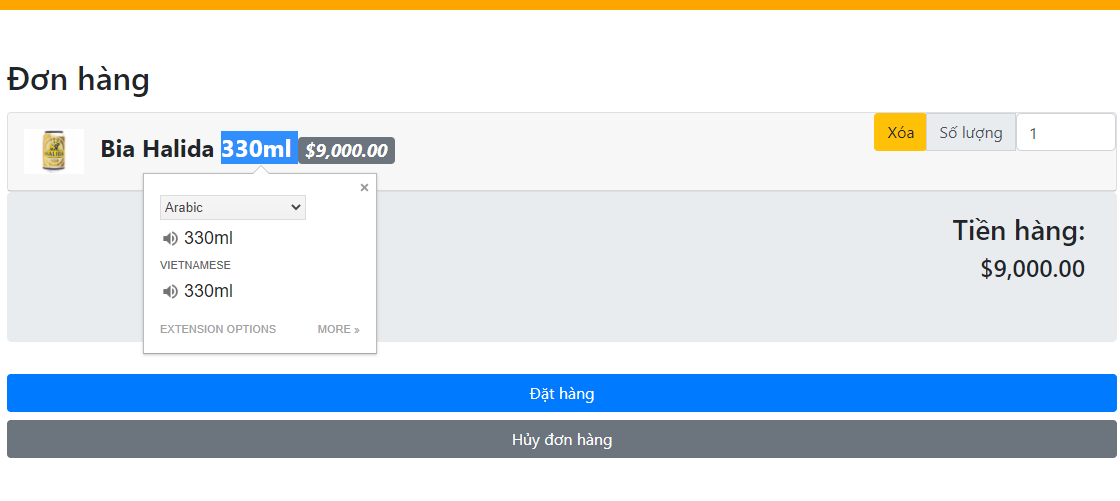 Đơn hàng
HALIDA
Bia Halida 330ml $9,000.00
Xóa Số lượng 1
×
Arabic
330ml
VIETNAMESE
330ml
EXTENSION OPTIONS MORE »
Tiền hàng:
$9,000.00
Đặt hàng
Hủy đơn hàng